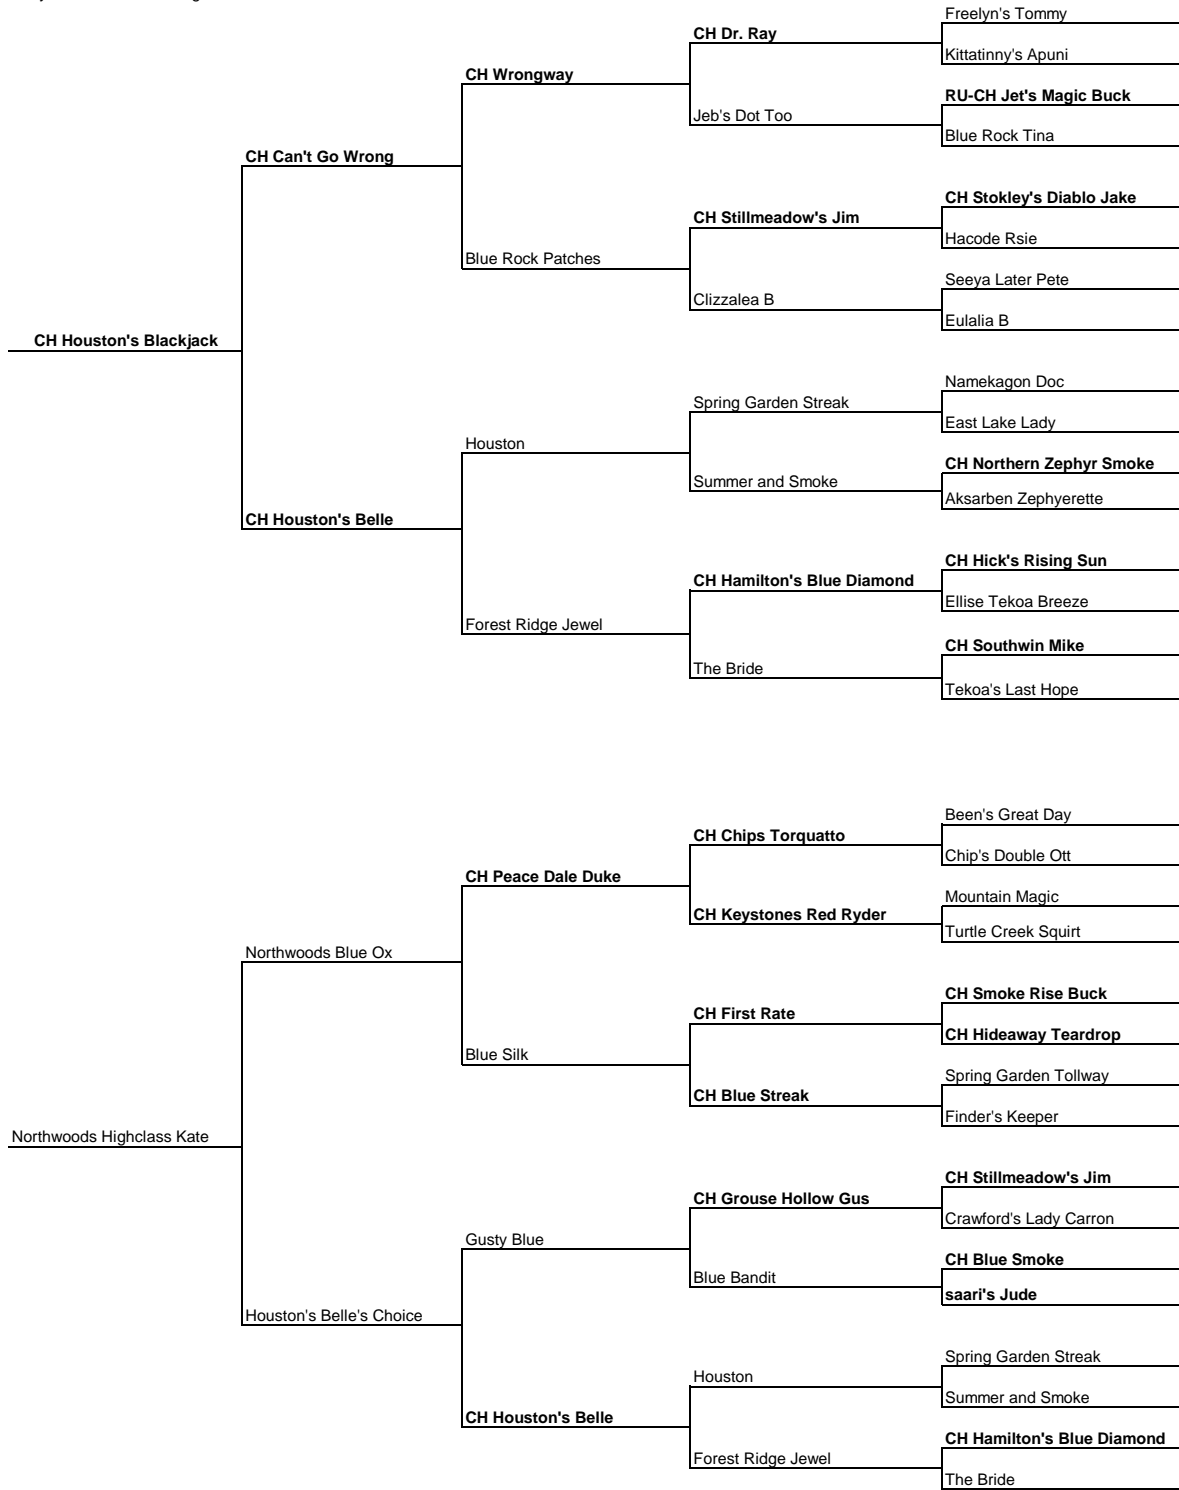 Freelyn's Tommy
CH Dr. Ray
Kittatinny's Apuni
CH Wrongway
RU-CH Jet's Magic Buck
Jeb's Dot Too
Blue Rock Tina
CH Can't Go Wrong
CH Stokley's Diablo Jake
CH Stillmeadow's Jim
Hacode Rsie
Blue Rock Patches
Seeya Later Pete
Clizzalea B
Eulalia B
CH Houston's Blackjack
Namekagon Doc
Spring Garden Streak
East Lake Lady
Houston
CH Northern Zephyr Smoke
Summer and Smoke
Aksarben Zephyerette
CH Houston's Belle
CH Hick's Rising Sun
CH Hamilton's Blue Diamond
Ellise Tekoa Breeze
Forest Ridge Jewel
CH Southwin Mike
The Bride
Tekoa's Last Hope
Been's Great Day
CH Chips Torquatto
Chip's Double Ott
CH Peace Dale Duke
Mountain Magic
CH Keystones Red Ryder
Turtle Creek Squirt
Northwoods Blue Ox
CH Smoke Rise Buck
CH First Rate
CH Hideaway Teardrop
Blue Silk
Spring Garden Tollway
CH Blue Streak
Finder's Keeper
Northwoods Highclass Kate
CH Stillmeadow's Jim
CH Grouse Hollow Gus
Crawford's Lady Carron
Gusty Blue
CH Blue Smoke
Blue Bandit
saari's Jude
Houston's Belle's Choice
Spring Garden Streak
Houston
Summer and Smoke
CH Houston's Belle
CH Hamilton's Blue Diamond
Forest Ridge Jewel
The Bride